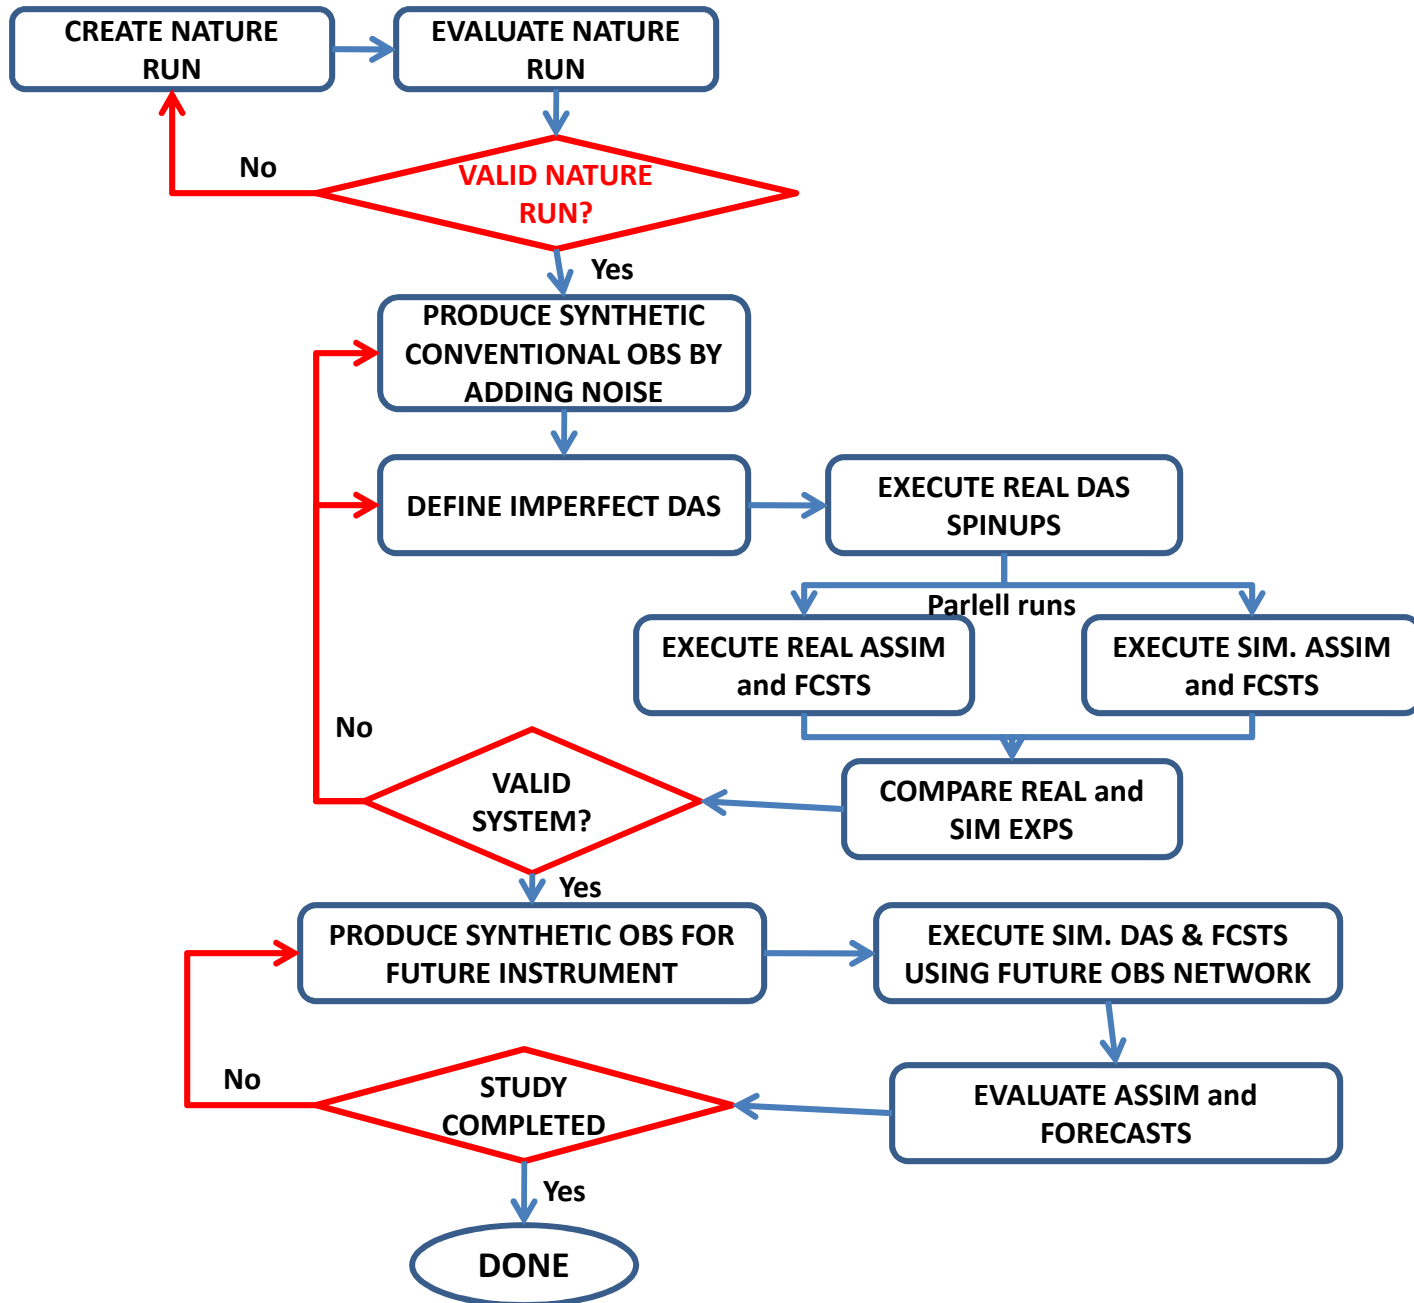 CREATE NATURE
RUN
EVALUATE NATURE
RUN
No
VALID NATURE
RUN?
Yes
PRODUCE SYNTHETIC
CONVENTIONAL OBS BY
ADDING NOISE
DEFINE IMPERFECT DAS
EXECUTE REAL DAS
SPINUPS
Parlell runs
EXECUTE REAL ASSIM
and FCSTS
EXECUTE SIM. ASSIM
and FCSTS
No
VALID
SYSTEM?
COMPARE REAL and
SIM EXPS
Yes
PRODUCE SYNTHETIC OBS FOR
FUTURE INSTRUMENT
EXECUTE SIM. DAS & FCSTS
USING FUTURE OBS NETWORK
No
STUDY
COMPLETED
EVALUATE ASSIM and
FORECASTS
Yes
DONE